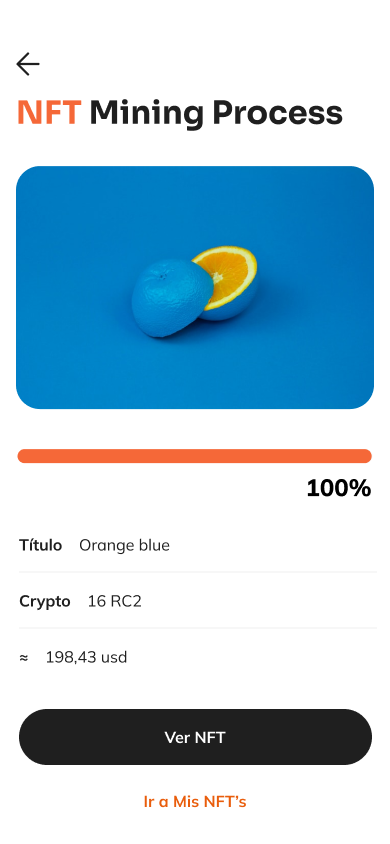 NFT Mining Process
100%
Título Orange blue
Crypto 16 RC2
≈ 198,43 usd
Ver NFT
Ir a Mis NFT's